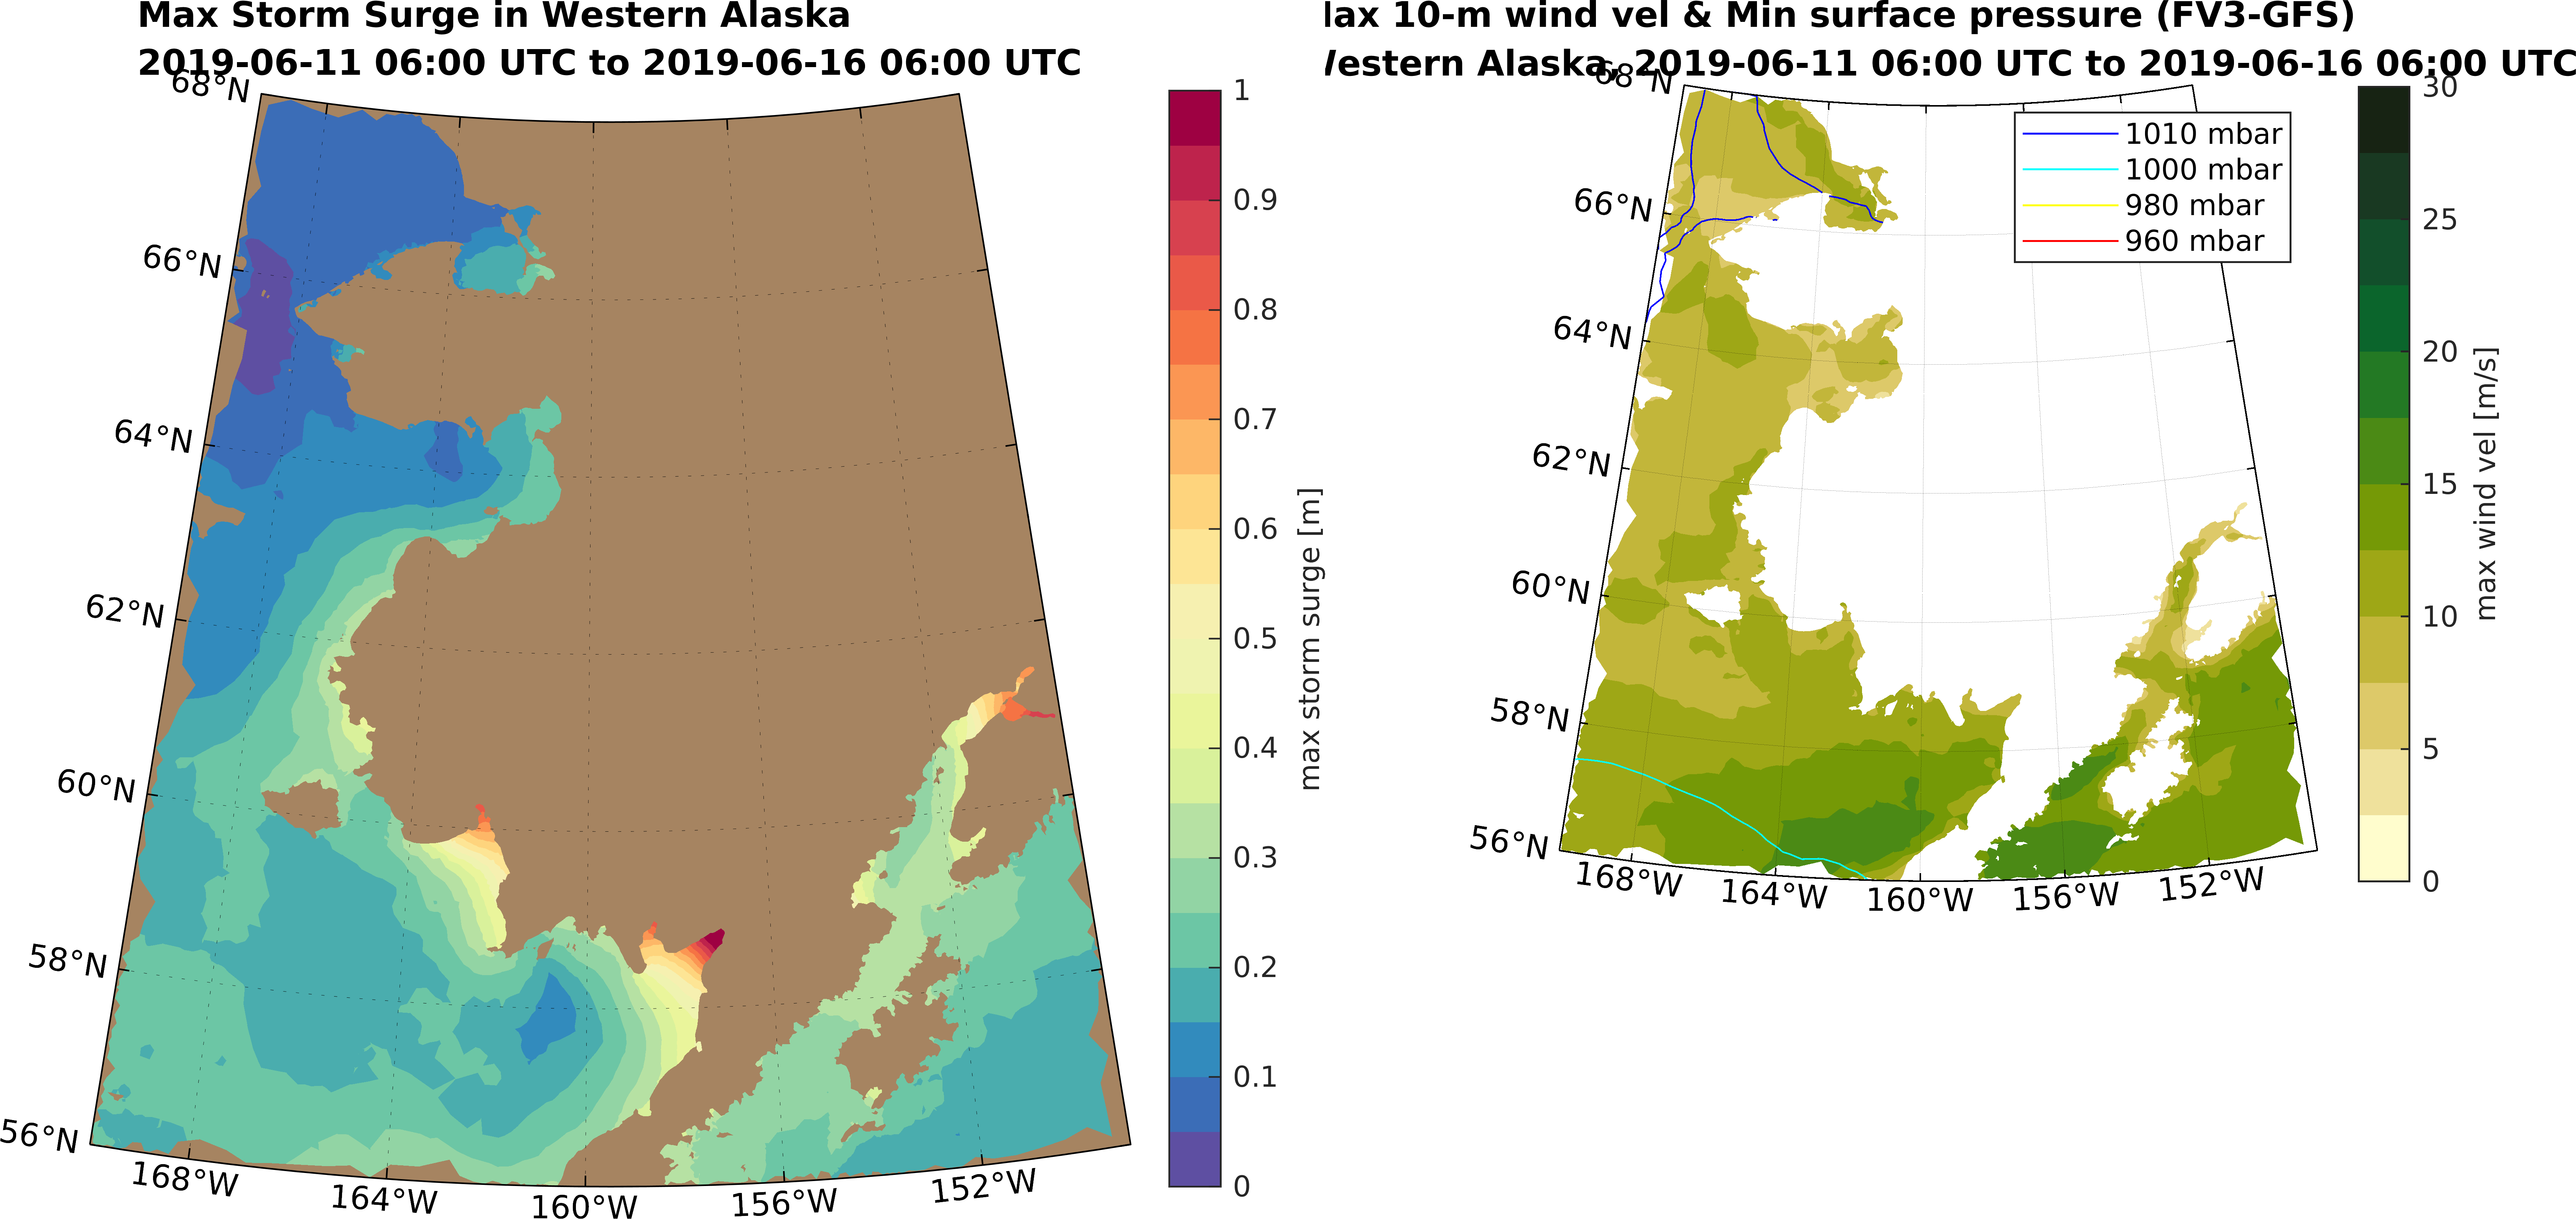 Max Storm Surge in Western Alaska
2019-06-11 06:00 UTC to 2019-06-16 06:00 UTC
68°N
66°N
64°N
62°N
60°N
58°N
56°N
168°W
164°W
160°W
156°W
152°W
1
0.9
0.8
0.7
0.6
0.5
0.4
0.3
0.2
0.1
0
max storm surge [m]
ax 10-m wind vel & Min surface pressure (FV3-GFS)
estern Alaska, 2019-06-11 06:00 UTC to 2019-06-16 06:00 UTC
68°N
66°N
64°N
62°N
60°N
58°N
56°N
168°W
164°W
160°W
156°W
152°W
1010 mbar
1000 mbar
980 mbar
960 mbar
30
25
20
15
10
5
0
max wind vel [m/s]